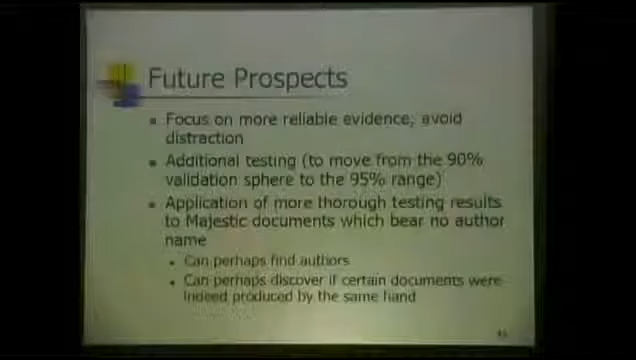 Future Prospects
Focus on more reliable evidence; avoid
distraction
Additional testing (to move from the 90%
validation sphere to the 95% range)
Application of more thorough testing results
to Majestic documents which bear no author
name
Can perhaps find authors
Can perhaps discover if certain documents were
indeed produced by the same hand